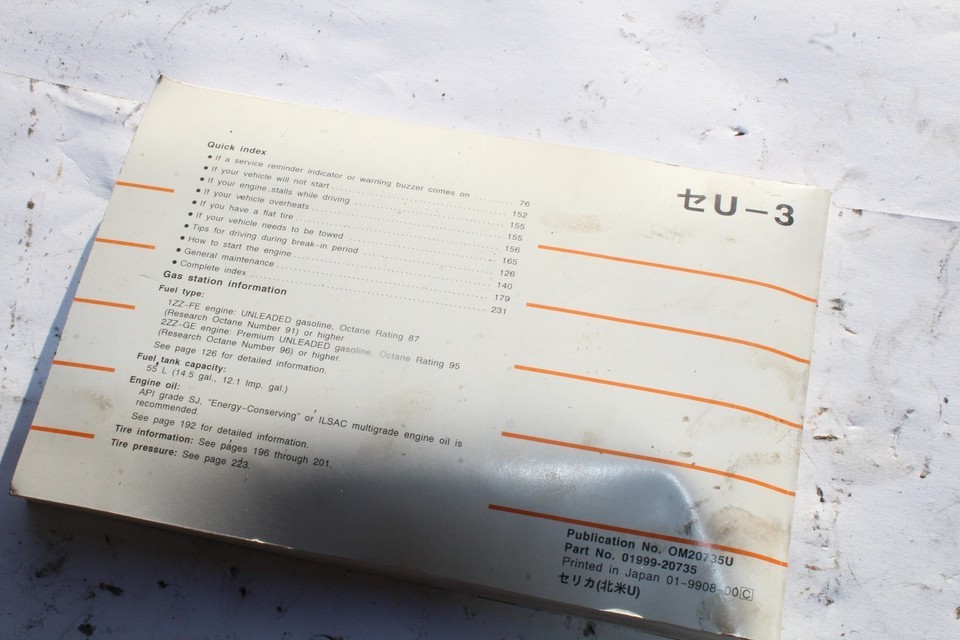 Quick index
● If a service reminder indicator or warning buzzer comes on ........ 76
● If your vehicle will not start ........ 152
● If your engine stalls while driving ........ 155
● If your vehicle overheats ........ 155
● If you have a flat tire ........ 156
● If your vehicle needs to be towed ........ 165
● Tips for driving during break-in period ........ 126
● How to start the engine ........ 140
● General maintenance ........ 179
● Complete index ........ 231
Gas station information
Fuel type:
1ZZ-FE engine: UNLEADED gasoline, Octane Rating 87
(Research Octane Number 91) or higher
2ZZ-GE engine: Premium UNLEADED gasoline, Octane Rating 95
(Research Octane Number 96) or higher.
See page 126 for detailed information.
Fuel tank capacity:
55 L (14.5 gal., 12.1 Imp. gal.)
Engine oil:
API grade SJ, "Energy-Conserving" or ILSAC multigrade engine oil is
recommended.
See page 192 for detailed information.
Tire information: See pages 196 through 201.
Tire pressure: See page 223.
セU-3
Publication No. OM20735U
Part No. 01999-20735
Printed in Japan 01-9908-00 C
セリカ(北米U)